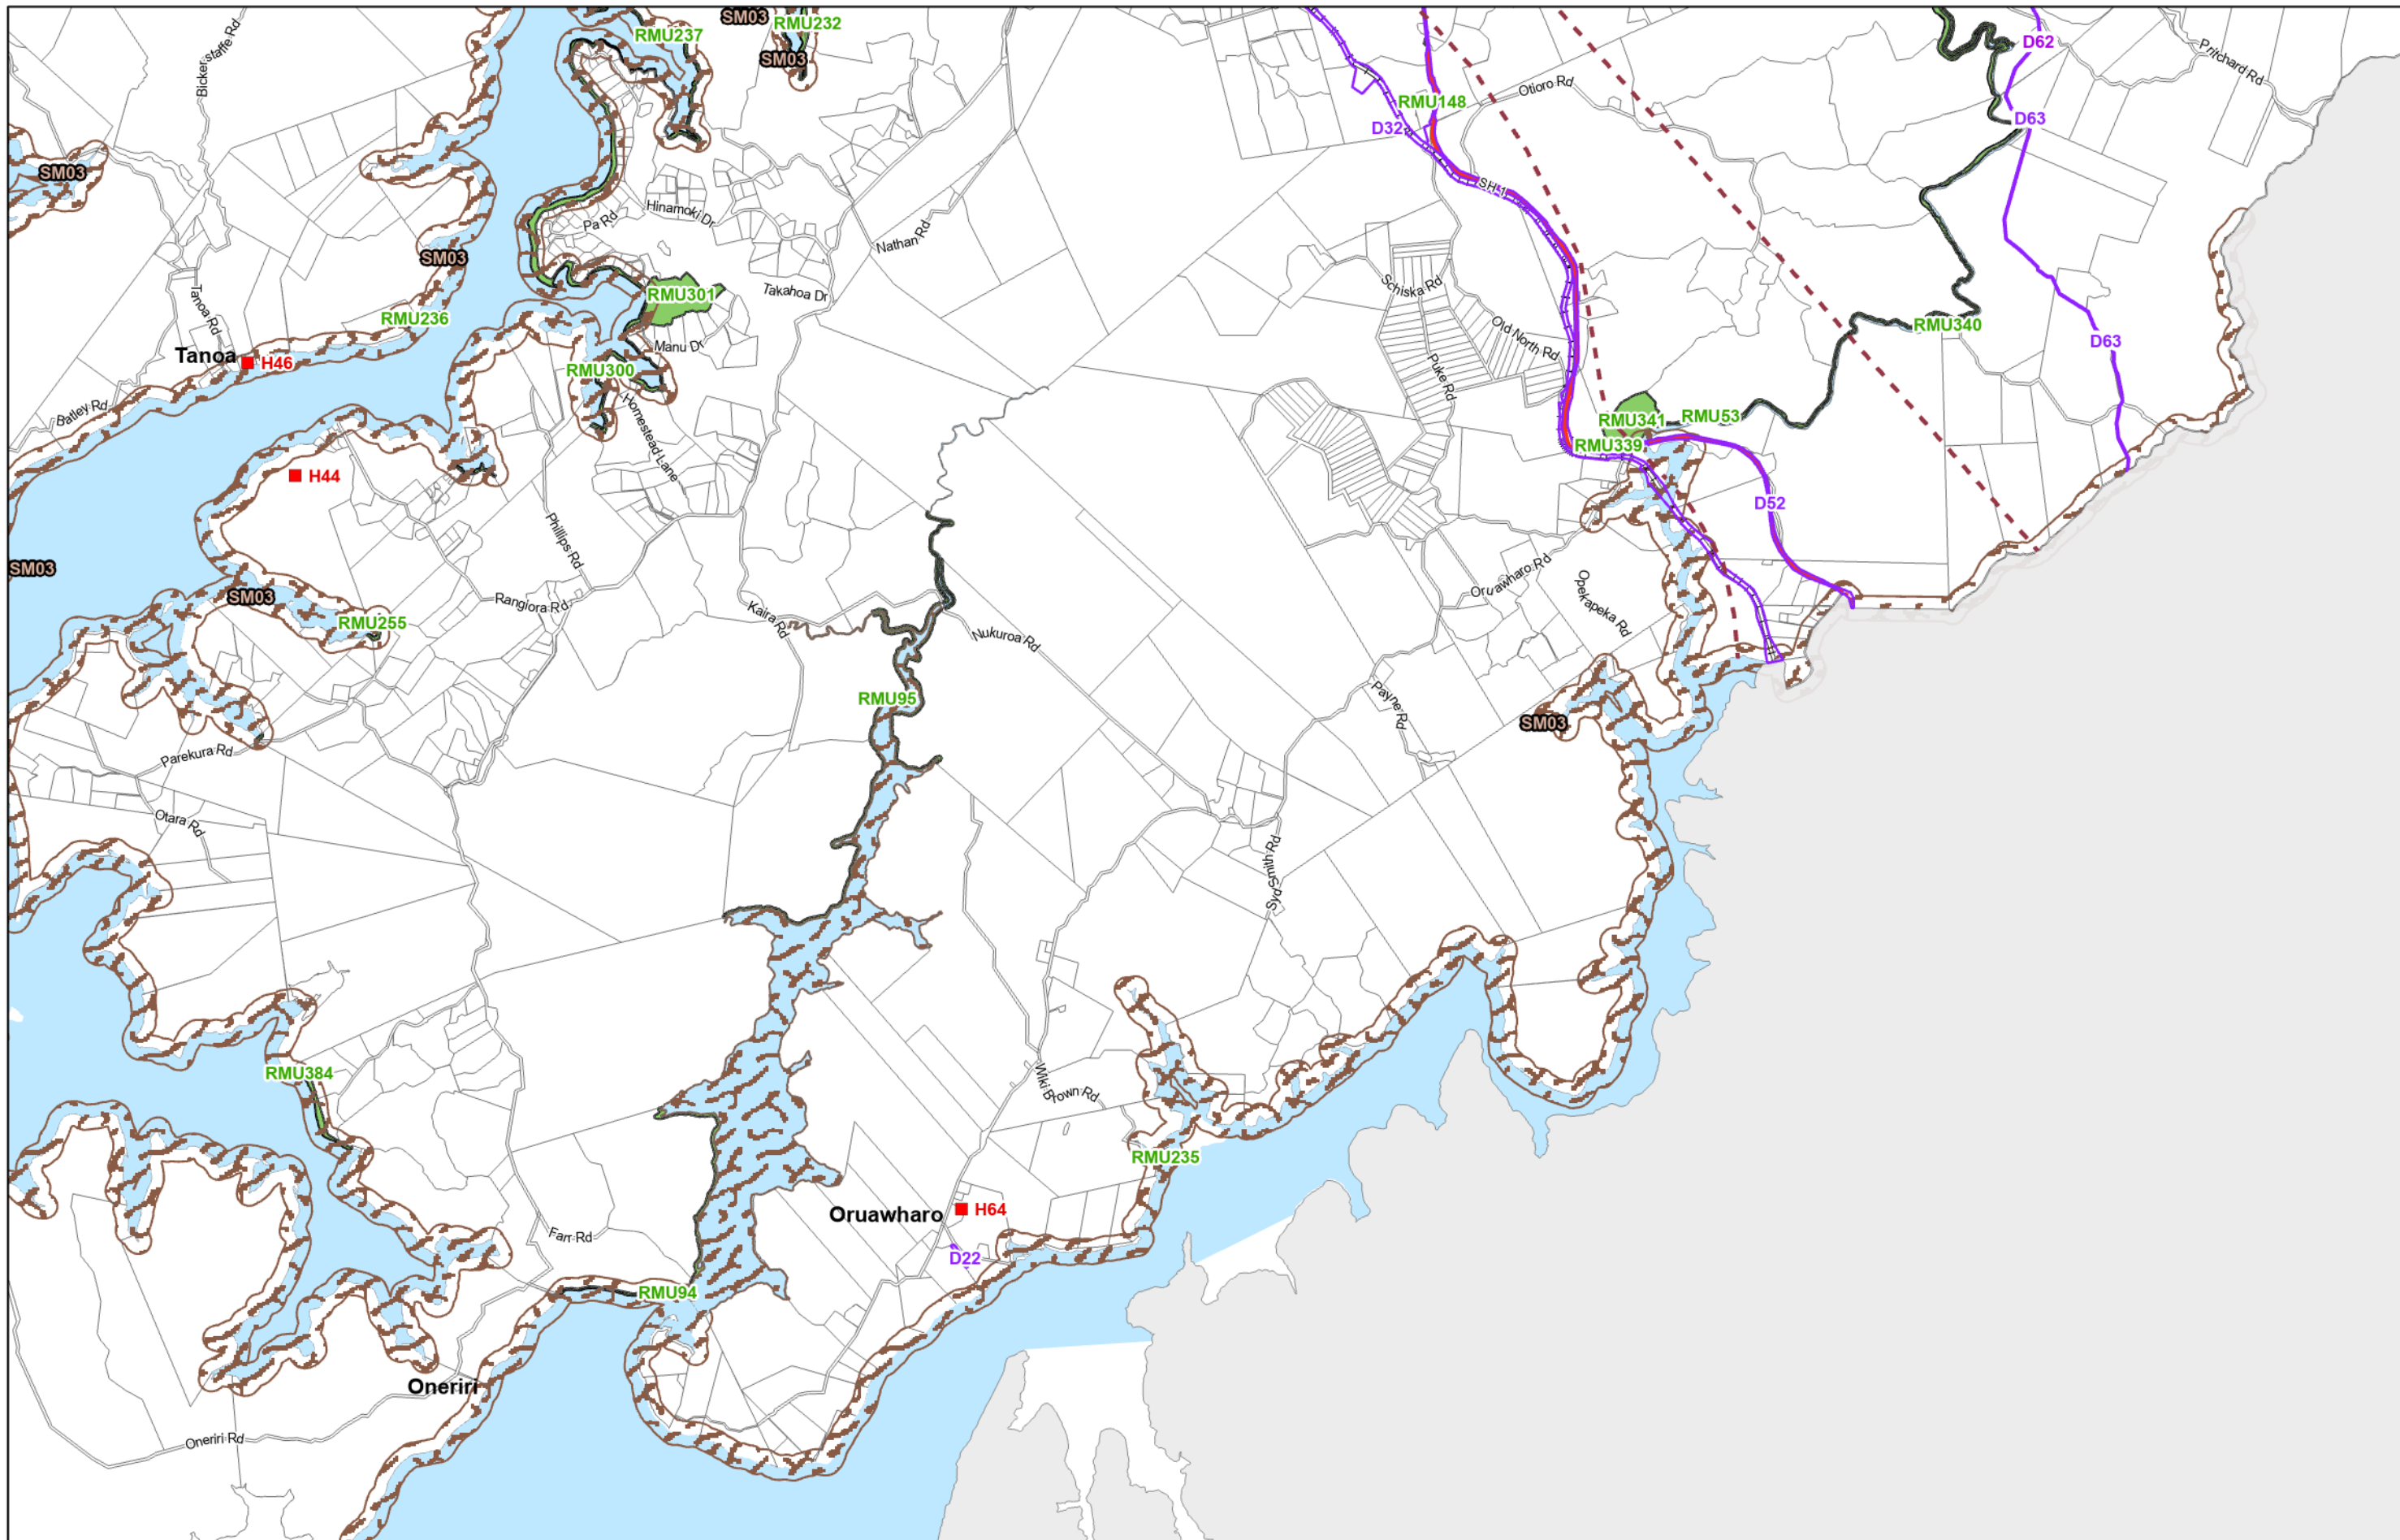 SM03
RMU232
RMU237
SM03
D62
Pritchard Rd
Bickerstaffe Rd
Otioro Rd
RMU148
D32
D63
SM03
SH 1
Hinamoki Dr
Pa Rd
Nathan Rd
SM03
Schiska Rd
Takahoa Dr
RMU301
Tanoa Rd
RMU236
Old North Rd
RMU340
D63
Manu Dr
Tanoa
H46
RMU300
Puke Rd
Batley Rd
RMU341
RMU53
Homestead Lane
RMU339
H44
D52
Phillips Rd
SM03
Oruawharo Rd
Opekapeka Rd
SM03
Rangiora Rd
RMU255
Kaira Rd
Nukuroa Rd
RMU95
Payne Rd
SM03
Parekura Rd
Otara Rd
Syd Smith Rd
RMU384
Wiki Brown Rd
RMU235
Oruawharo
H64
Farr Rd
D22
RMU94
Oneriri
Oneriri Rd